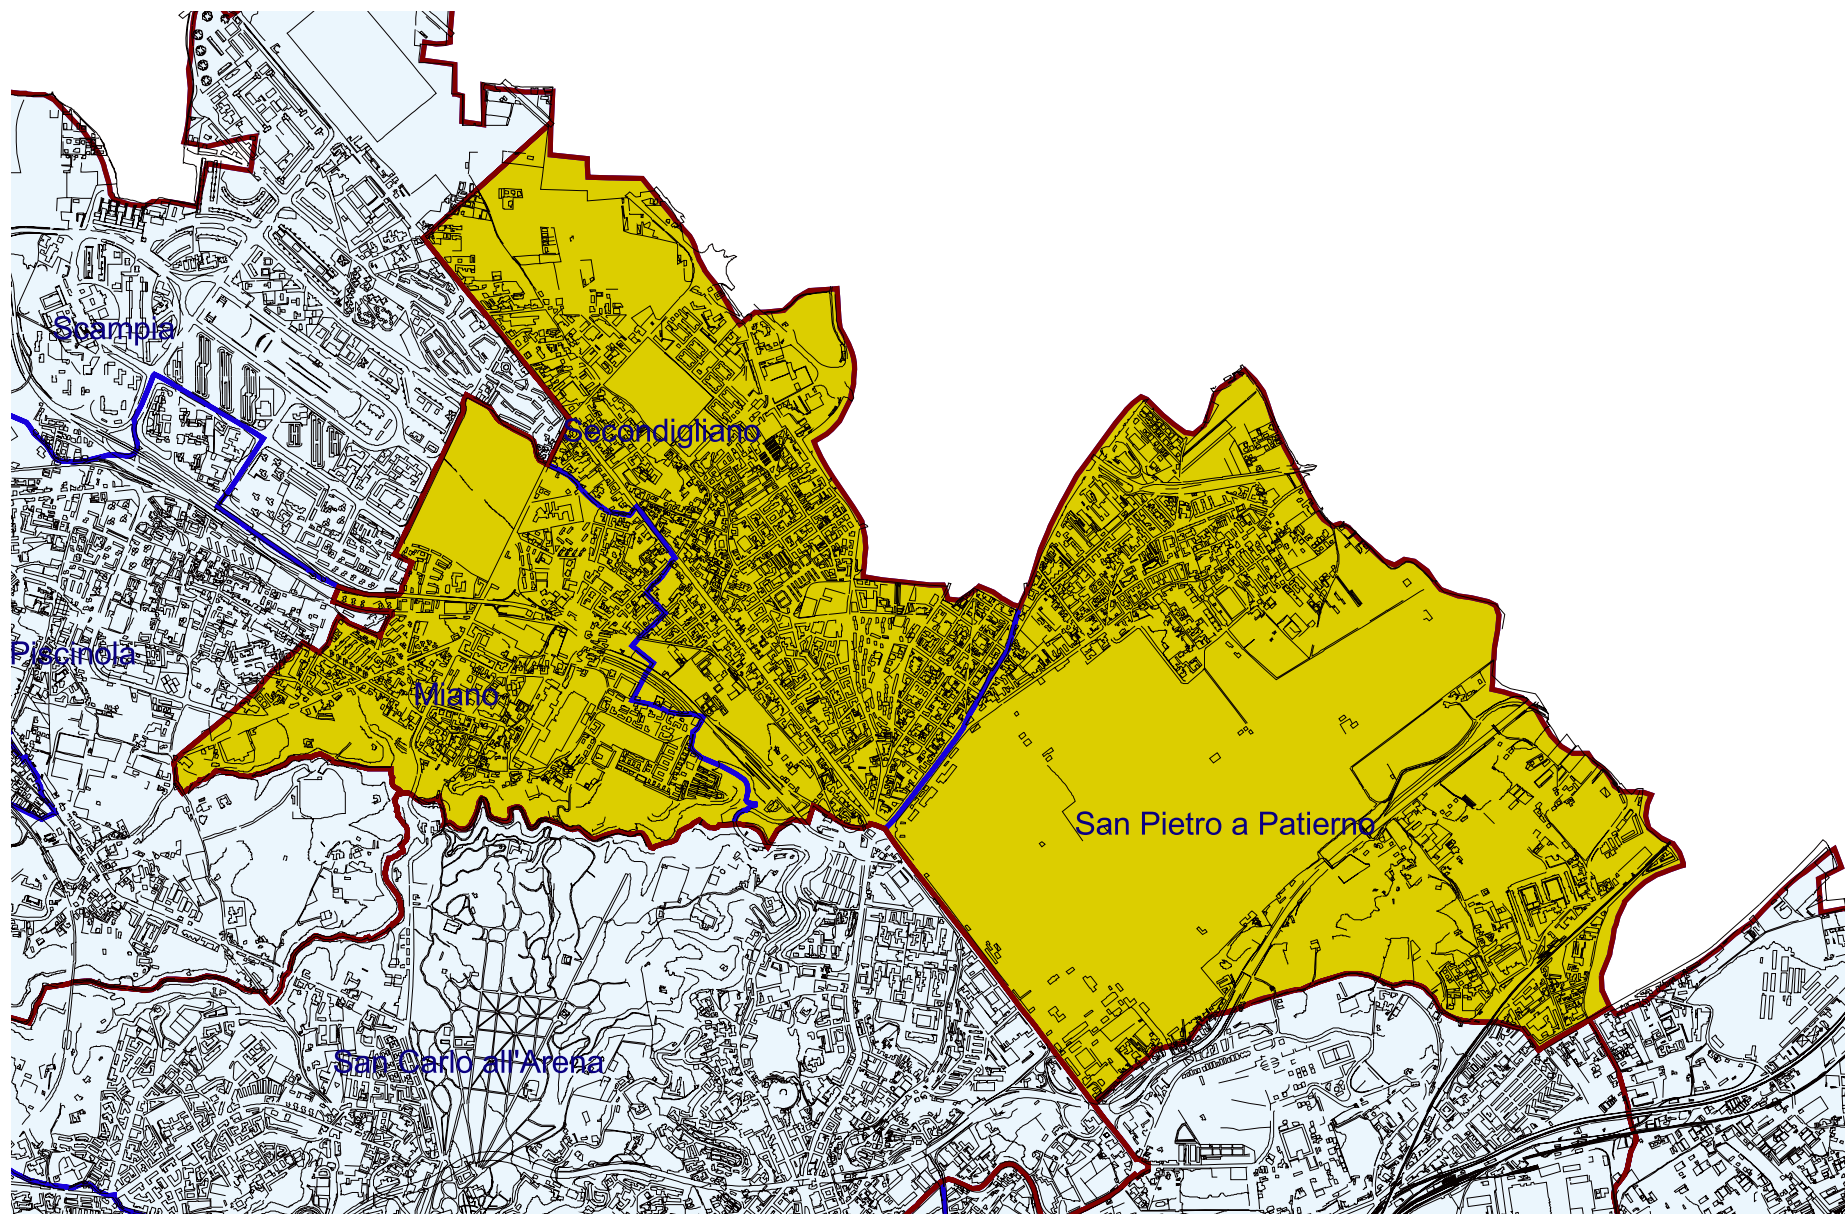 Scampia
Secondigliano
Piscinola
Miano
San Pietro a Patierno
San Carlo all'Arena